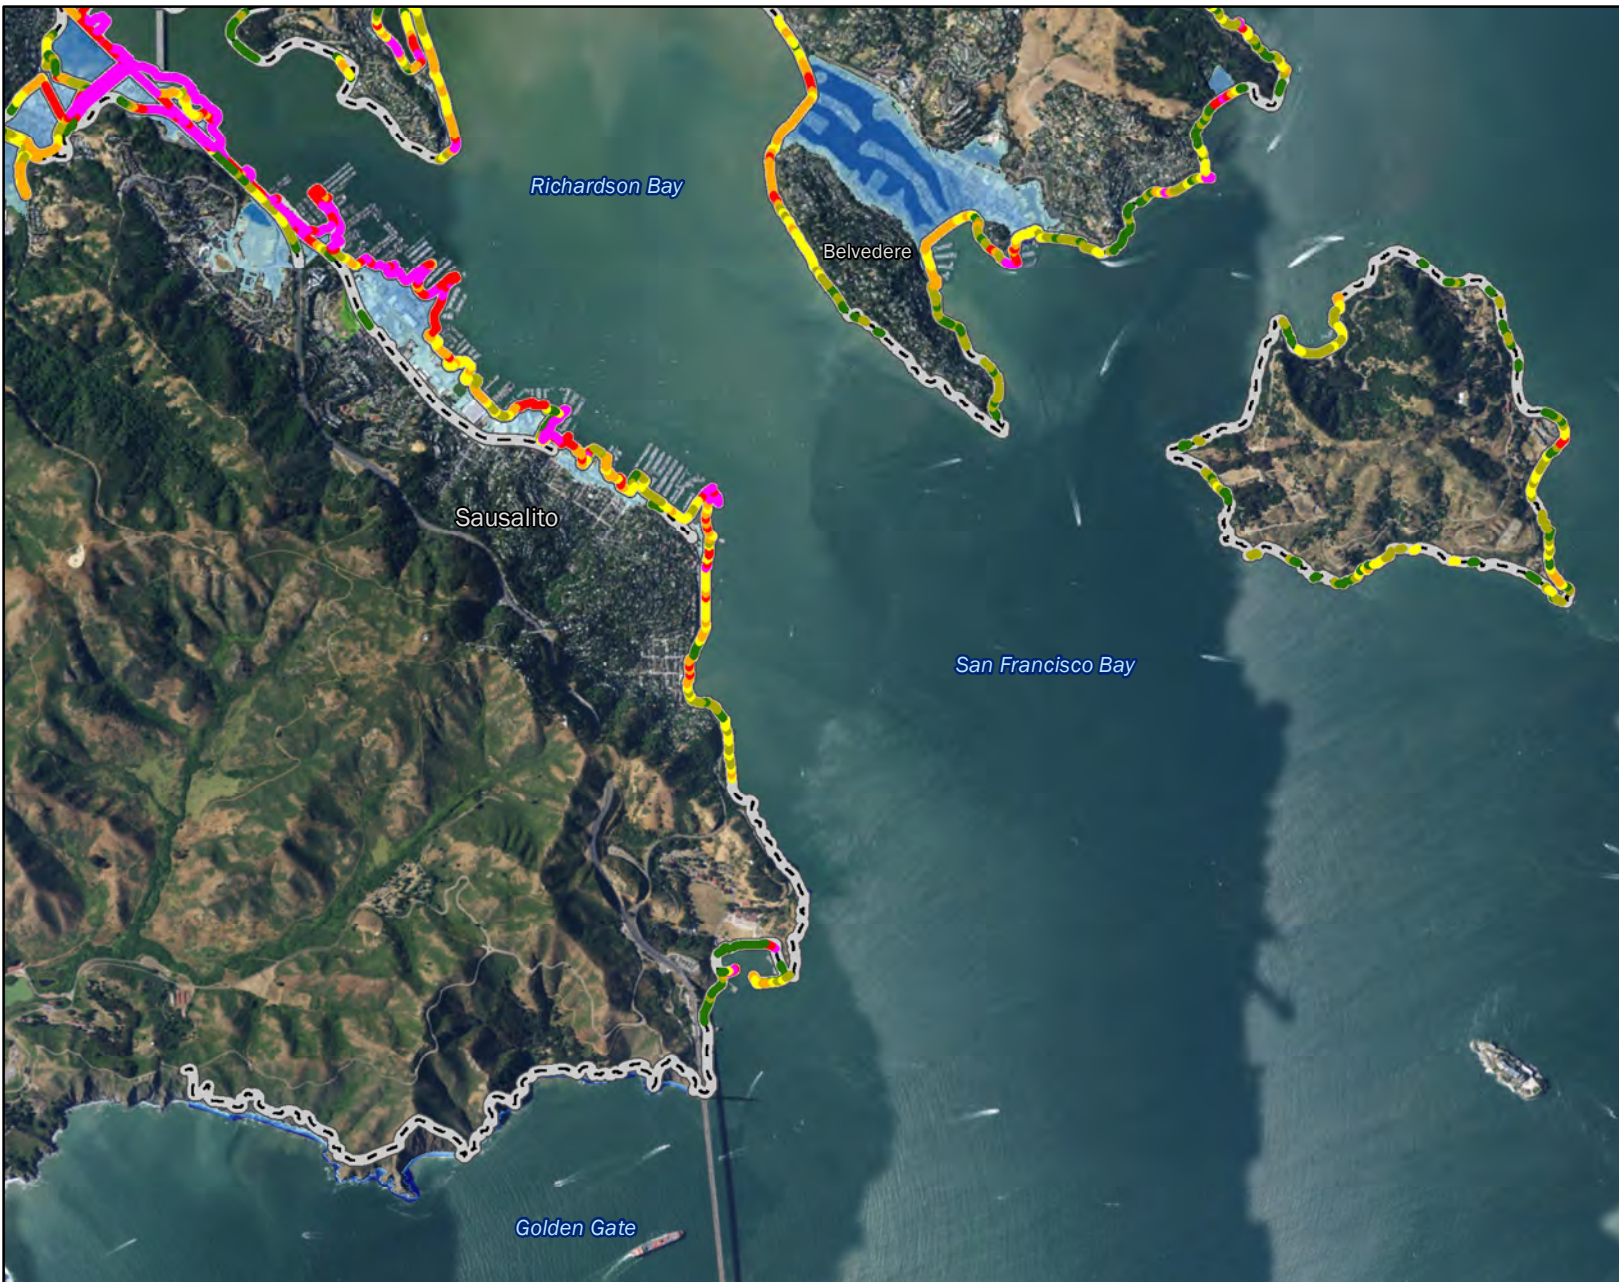 Richardson Bay
Belvedere
Sausalito
San Francisco Bay
Golden Gate